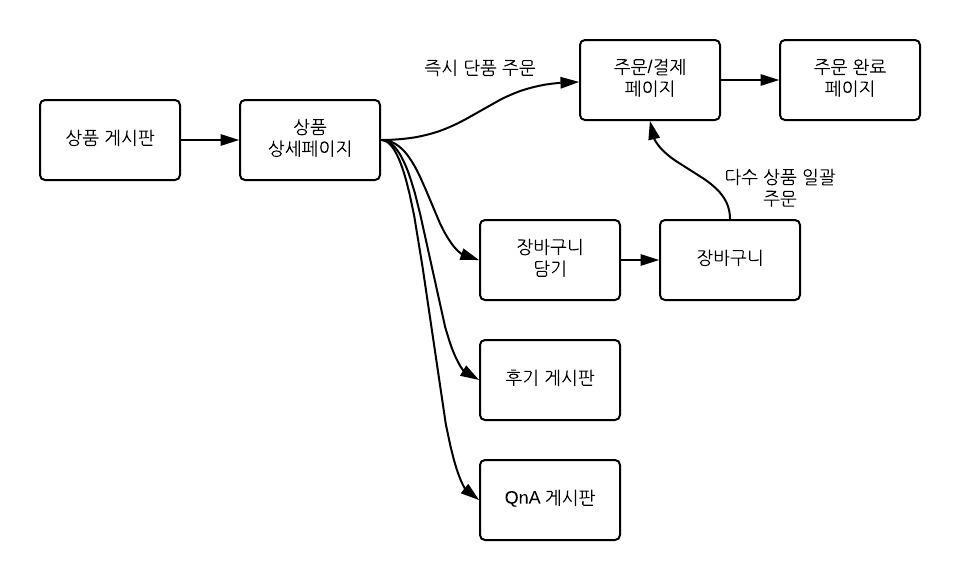 즉시 단품 주문
주문/결제
페이지
주문 완료
페이지
상품 게시판
상품
상세페이지
다수 상품 일괄
주문
장바구니
담기
장바구니
후기 게시판
QnA 게시판